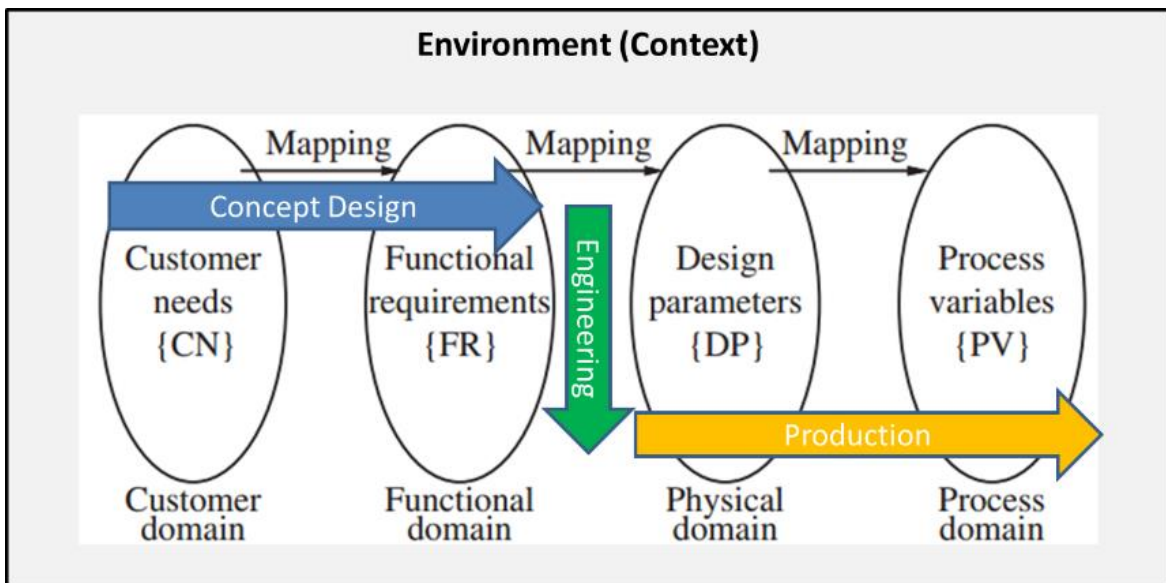 Environment (Context)
Mapping
Mapping
Mapping
Concept Design
Engineering
Customer
needs
{CN}
Functional
requirements
{FR}
Design
parameters
{DP}
Process
variables
{PV}
Production
Customer
domain
Functional
domain
Physical
domain
Process
domain